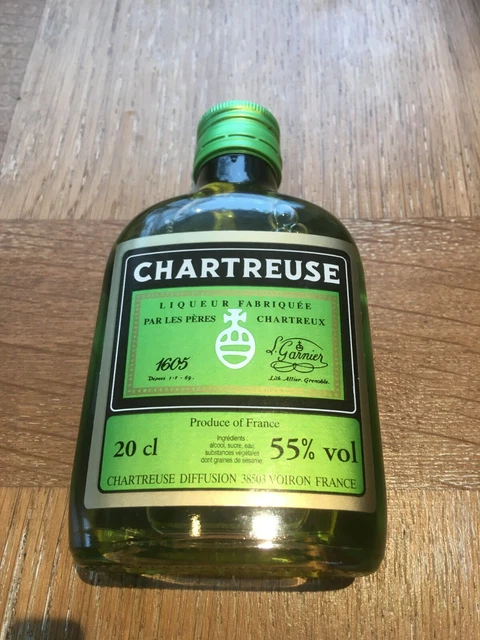 CHARTREUSE
LIQUEUR FABRIQUÉE
PAR LES PÈRES CHARTREUX
1605 L. Garnier
Lith. Allier, Grenoble.
Produce of France
20 cl
Ingrédients :
alcool, sucre, eau,
substances végétales
dont graines de sésame
55% vol
CHARTREUSE DIFFUSION 38503 VOIRON FRANCE